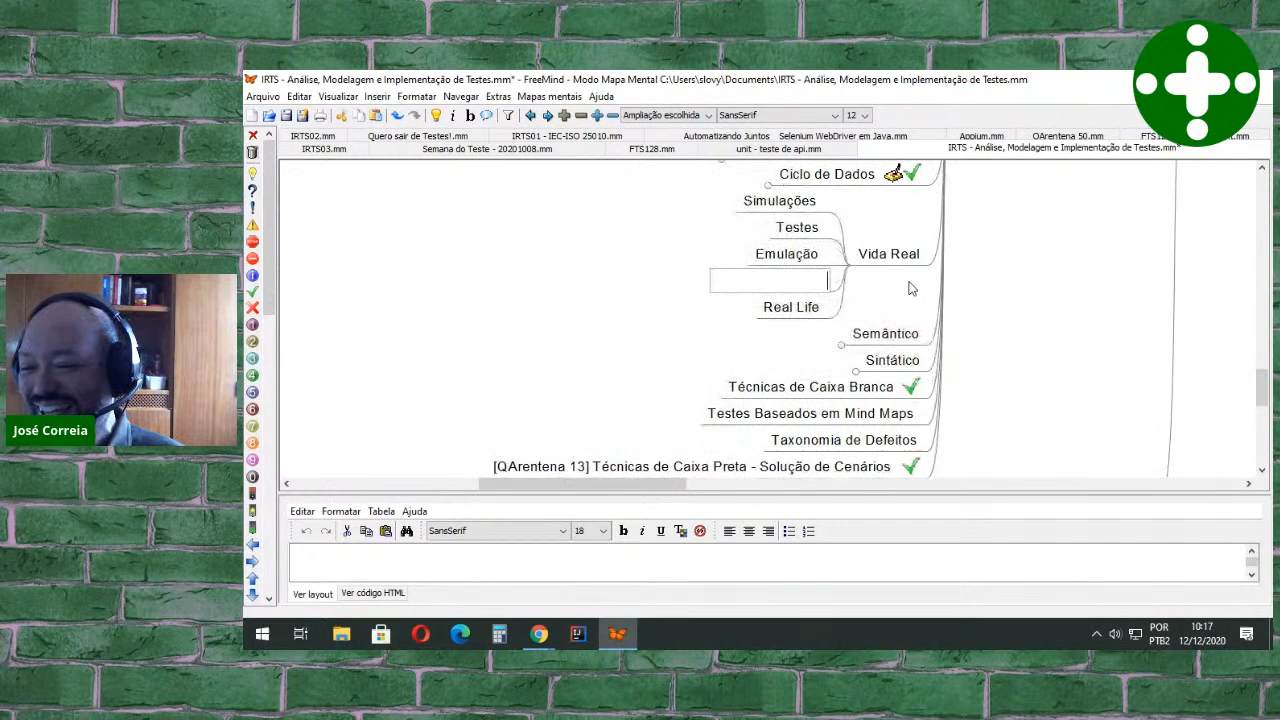 IRTS - Análise, Modelagem e Implementação de Testes.mm* - FreeMind - Modo Mapa Mental C:\Users\slovy\Documents\IRTS - Análise, Modelagem e Implementação de Testes.mm
Arquivo Editar Visualizar Inserir Formatar Navegar Extras Mapas mentais Ajuda
Ampliação escolhida SansSerif 12
IRTS02.mm Quero sair de Testes!.mm IRTS01 - IEC-ISO 25010.mm Automatizando Juntos Selenium WebDriver em Java.mm Appium.mm QArentena 50.mm
IRTS03.mm Semana do Teste - 20201008.mm FTS128.mm unit - teste de api.mm IRTS - Análise, Modelagem e Implementação de Testes.mm*
Ciclo de Dados
Simulações
Testes
Emulação Vida Real
Real Life
Semântico
Sintático
Técnicas de Caixa Branca
Testes Baseados em Mind Maps
Taxonomia de Defeitos
[QArentena 13] Técnicas de Caixa Preta - Solução de Cenários
José Correia
Editar Formatar Tabela Ajuda
SansSerif 18
Ver layout Ver código HTML
POR 10:17
PTB2 12/12/2020